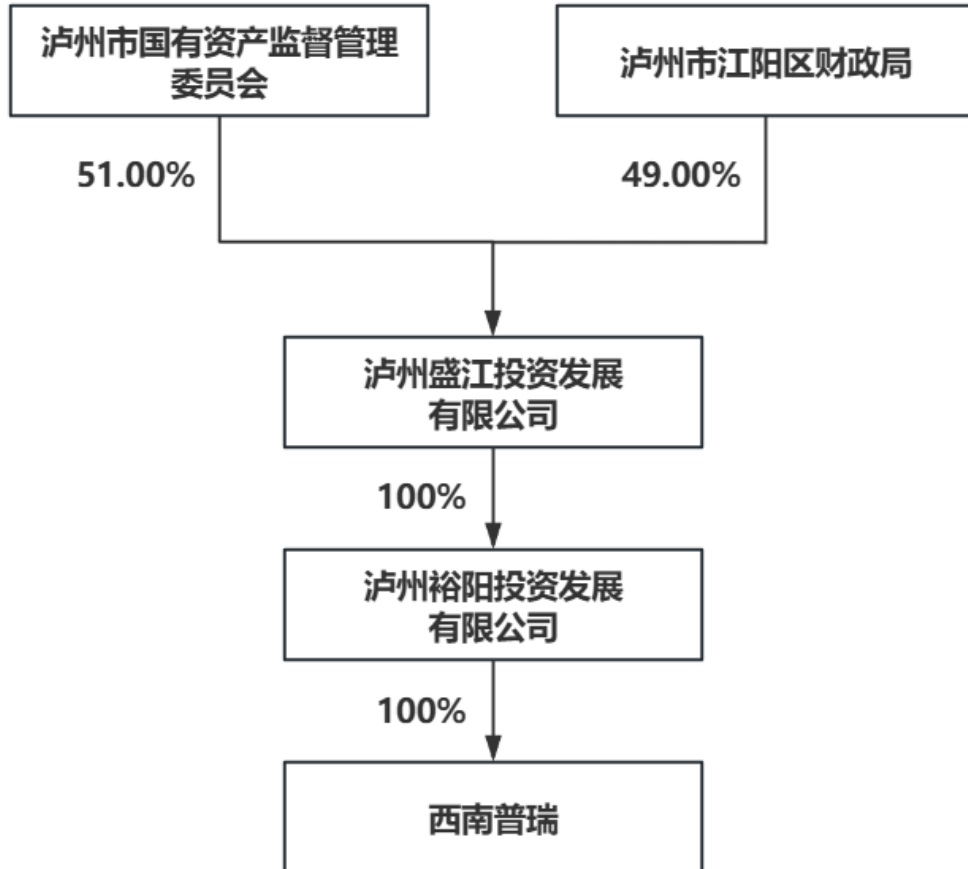 泸州市国有资产监督管理
委员会
泸州市江阳区财政局
51.00%
49.00%
泸州盛江投资发展
有限公司
100%
泸州裕阳投资发展
有限公司
100%
西南普瑞